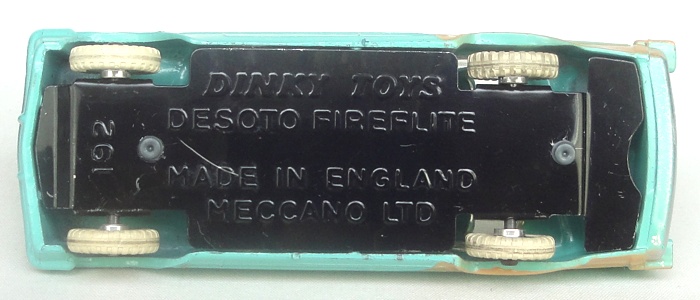 DINKY TOYS
DESOTO FIREFLITE
192
MADE IN ENGLAND
MECCANO LTD